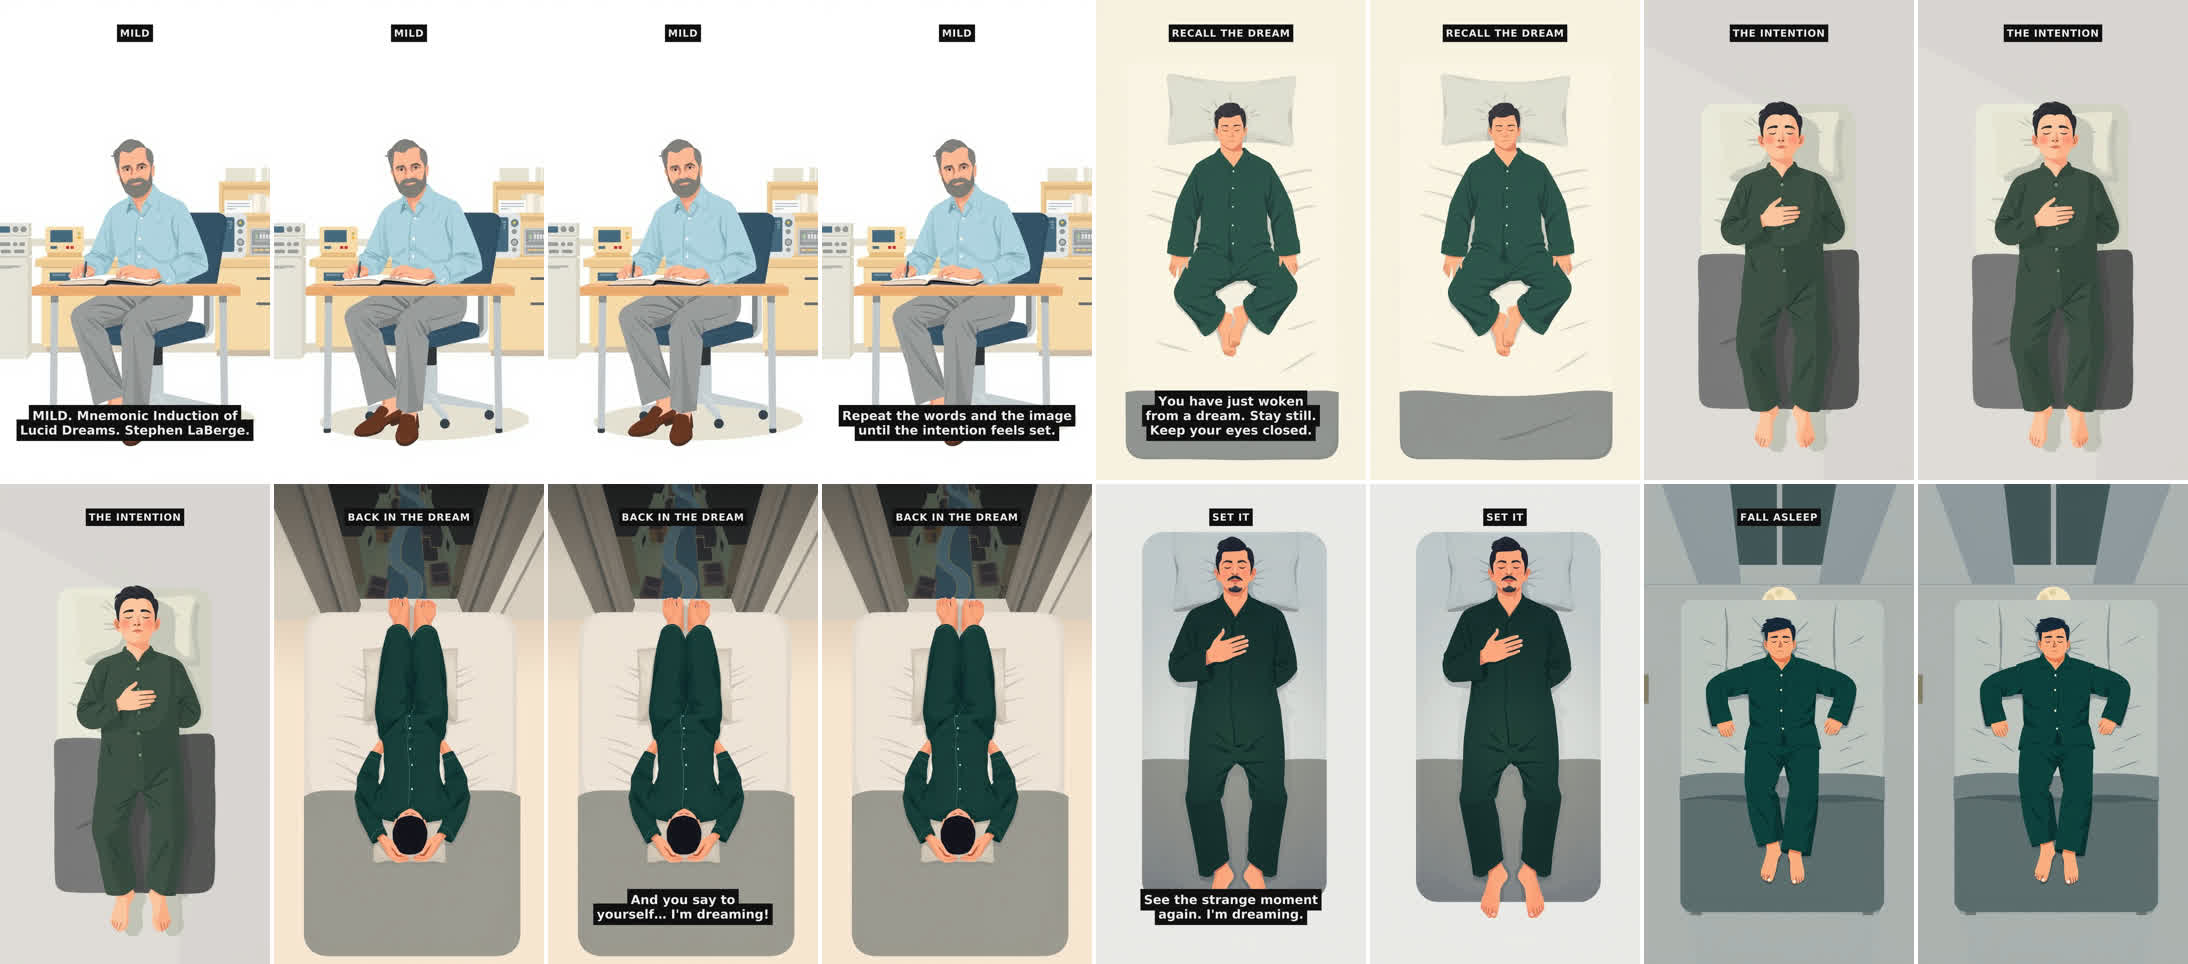 MILD
MILD
MILD
MILD
RECALL THE DREAM
RECALL THE DREAM
THE INTENTION
THE INTENTION
MILD. Mnemonic Induction of
Lucid Dreams. Stephen LaBerge.
Repeat the words and the image
until the intention feels set.
You have just woken
from a dream. Stay still.
Keep your eyes closed.
THE INTENTION
BACK IN THE DREAM
BACK IN THE DREAM
BACK IN THE DREAM
SET IT
SET IT
FALL ASLEEP
And you say to
yourself... I'm dreaming!
See the strange moment
again. I'm dreaming.